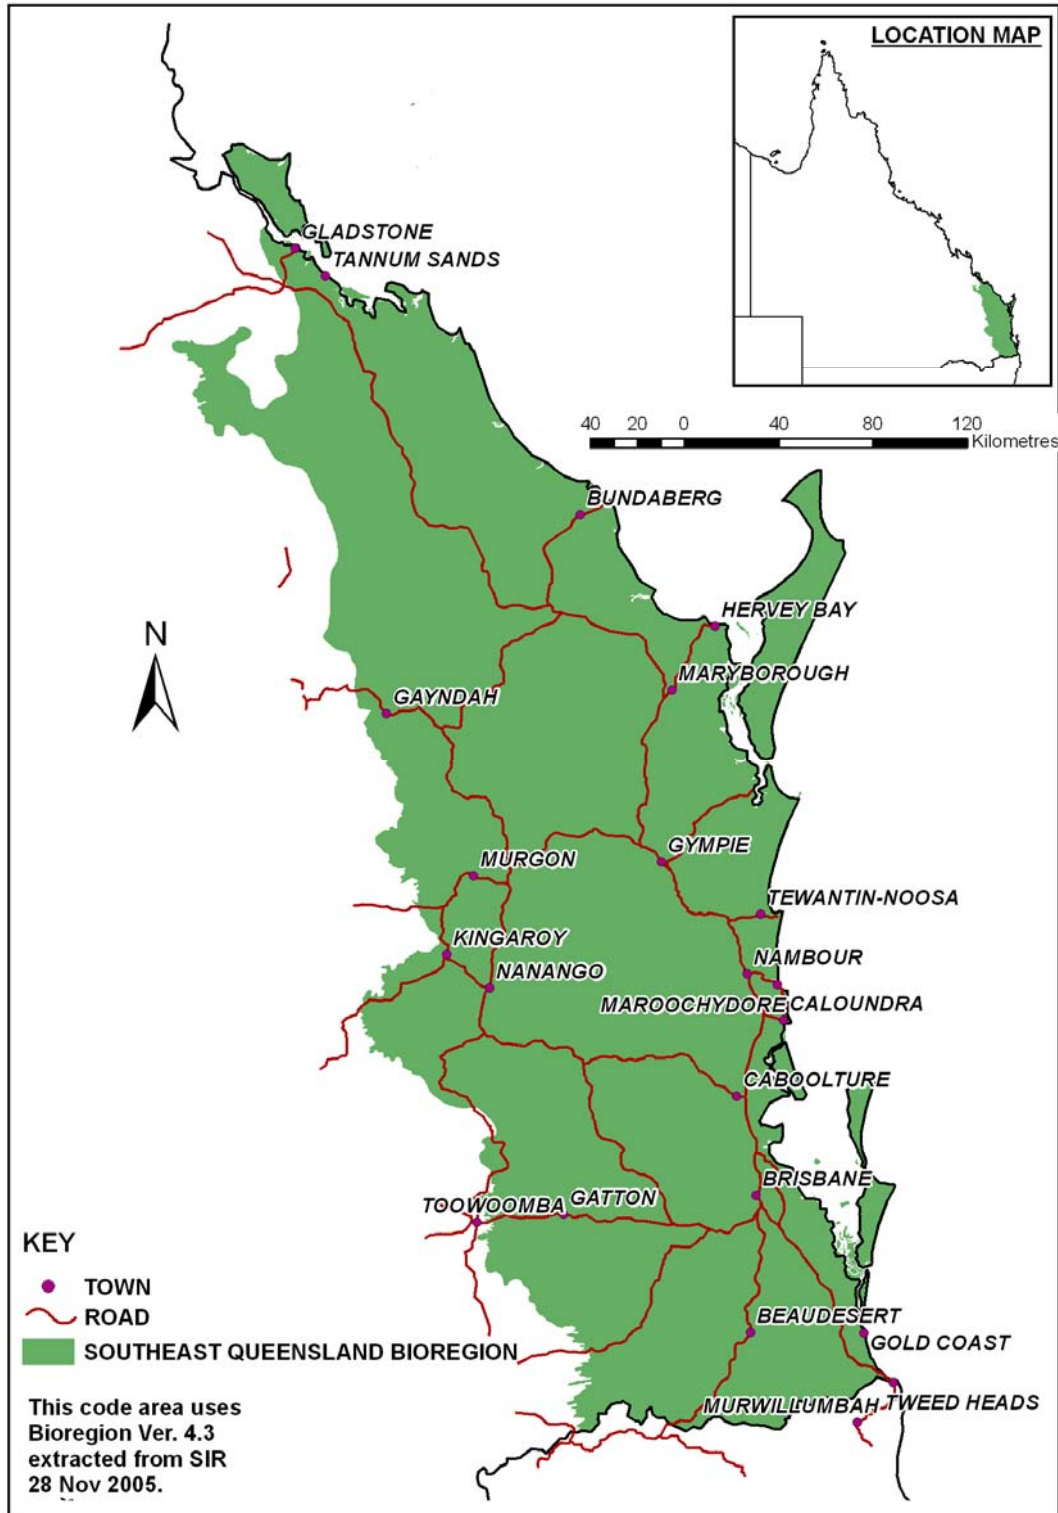 LOCATION MAP
GLADSTONE
TANNUM SANDS
40 20 0 40 80 120
Kilometres
BUNDABERG
HERVEY BAY
N
MARYBOROUGH
GAYNDAH
GYMPIE
MURGON
TEWANTIN-NOOSA
KINGAROY
NAMBOUR
NANANGO
MAROOCHYDORE CALOUNDRA
CABOOLTURE
BRISBANE
TOOWOOMBA GATTON
KEY
TOWN
ROAD
SOUTHEAST QUEENSLAND BIOREGION
BEAUDESERT
GOLD COAST
MURWILLUMBAH TWEED HEADS
This code area uses
Bioregion Ver. 4.3
extracted from SIR
28 Nov 2005.